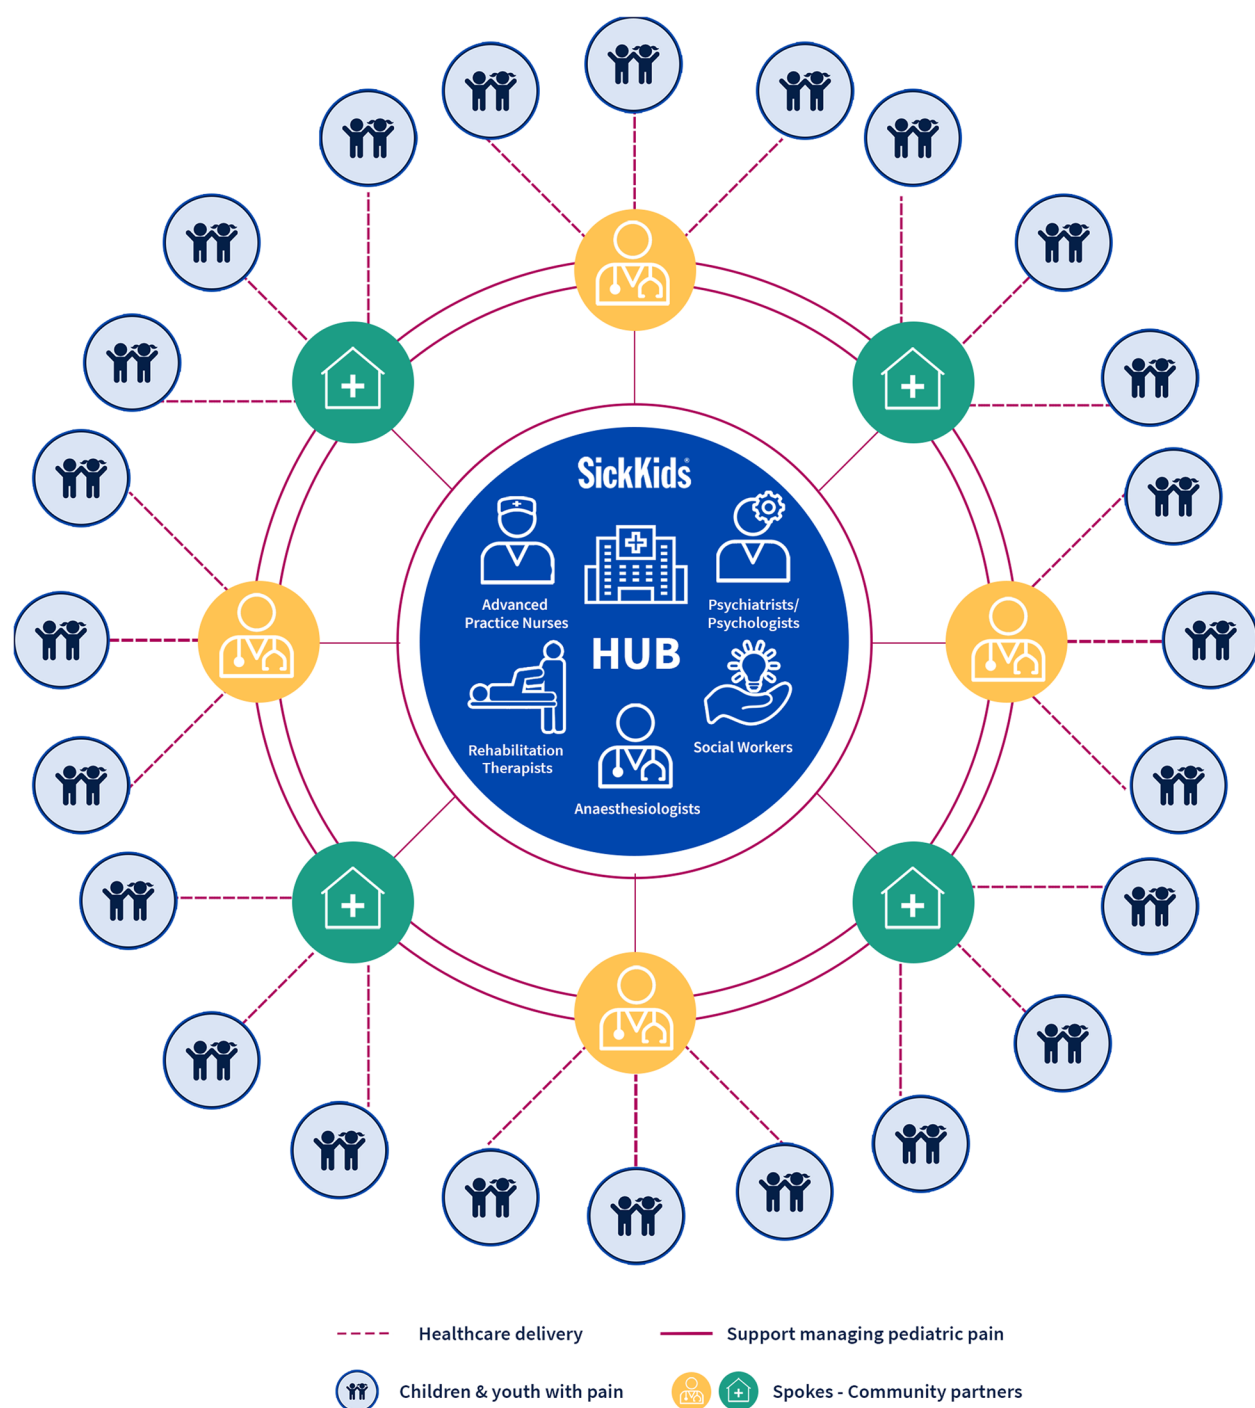 SickKids®
Advanced
Practice Nurses
Psychiatrists/
Psychologists
HUB
Rehabilitation
Therapists
Social Workers
Anaesthesiologists
Healthcare delivery
Support managing pediatric pain
Children & youth with pain
Spokes - Community partners